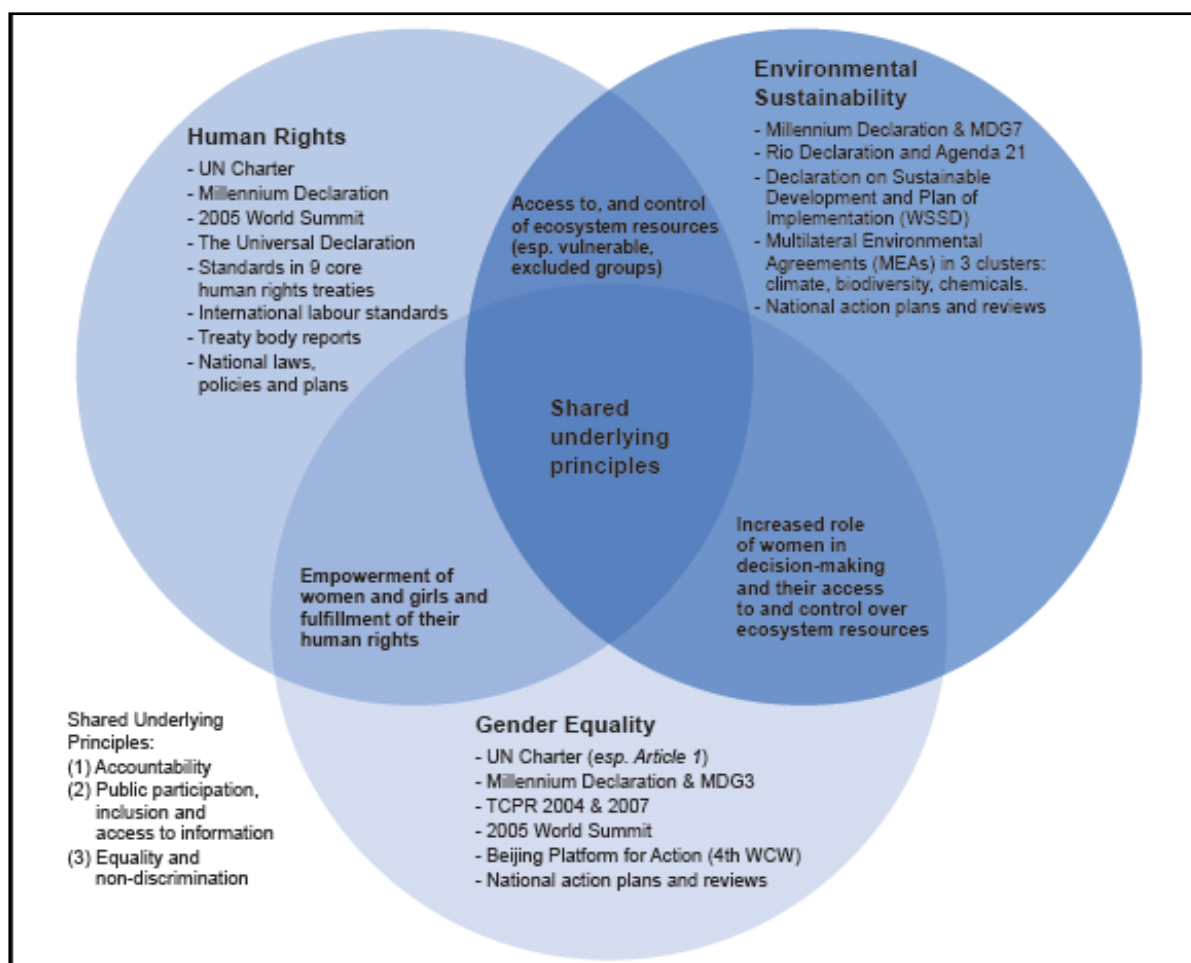 Human Rights
- UN Charter
- Millennium Declaration
- 2005 World Summit
- The Universal Declaration
- Standards in 9 core
human rights treaties
- International labour standards
- Treaty body reports
- National laws,
policies and plans
Environmental
Sustainability
- Millennium Declaration & MDG7
- Rio Declaration and Agenda 21
- Declaration on Sustainable
Development and Plan of
Implementation (WSSD)
- Multilateral Environmental
Agreements (MEAs) in 3 clusters:
climate, biodiversity, chemicals.
- National action plans and reviews
Access to, and control
of ecosystem resources
(esp. vulnerable,
excluded groups)
Shared
underlying
principles
Empowerment of
women and girls and
fulfillment of their
human rights
Increased role
of women in
decision-making
and their access
to and control over
ecosystem resources
Gender Equality
- UN Charter (esp. Article 1)
- Millennium Declaration & MDG3
- TCPR 2004 & 2007
- 2005 World Summit
- Beijing Platform for Action (4th WCW)
- National action plans and reviews
Shared Underlying
Principles:
(1) Accountability
(2) Public participation,
inclusion and
access to information
(3) Equality and
non-discrimination